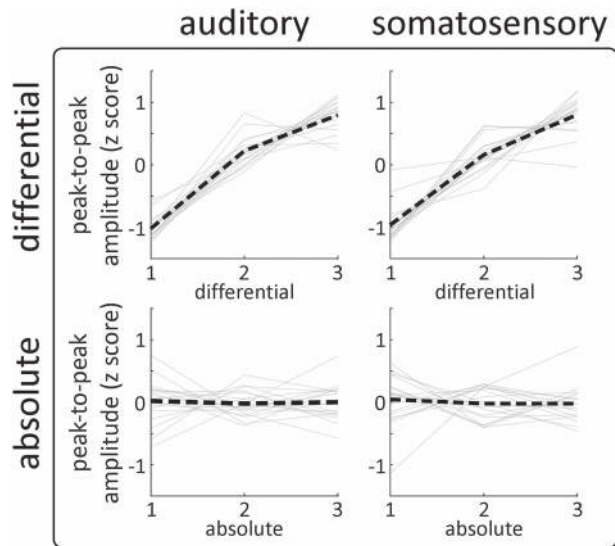 auditory somatosensory
differential
peak-to-peak
amplitude (z score)
1
0
-1
1 2 3
differential
1
0
-1
1 2 3
differential
absolute
peak-to-peak
amplitude (z score)
1
0
-1
1 2 3
absolute
1
0
-1
1 2 3
absolute